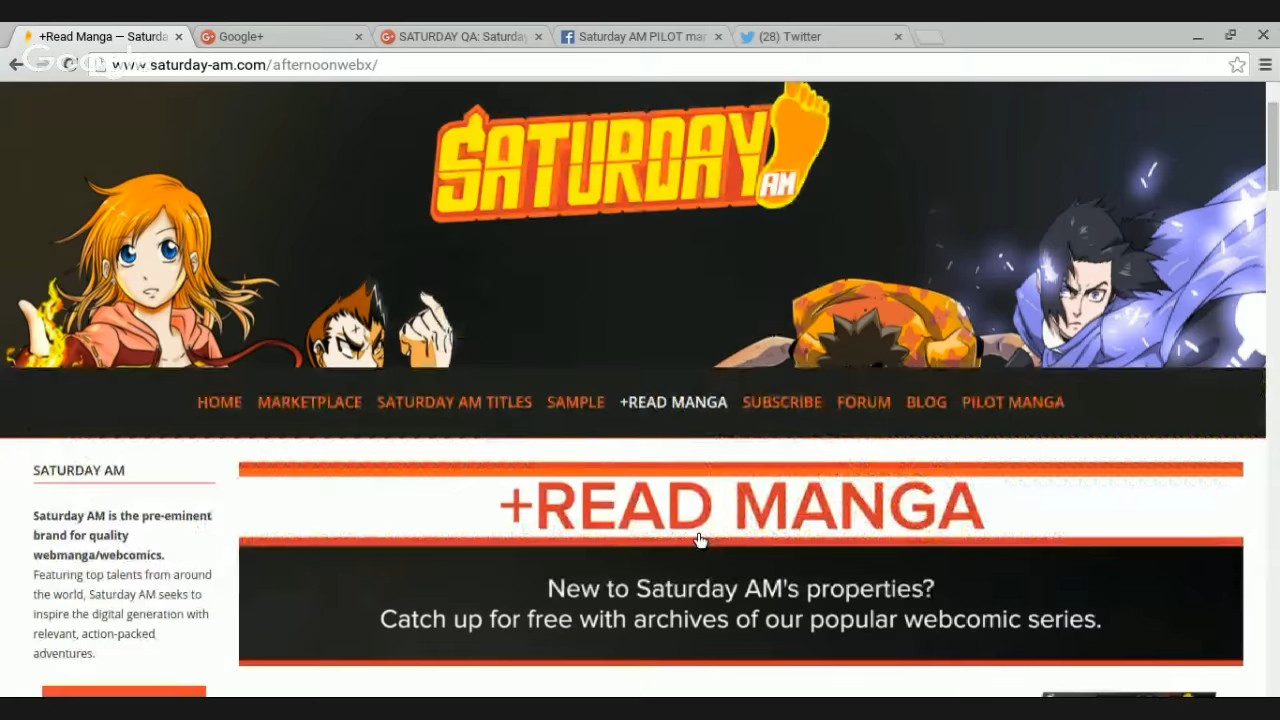 +Read Manga — Saturda
Google+
SATURDAY QA: Saturday
Saturday AM PILOT mar
(28) Twitter
www.saturday-am.com/afternoonwebx/
SATURDAY
AM
HOME MARKETPLACE SATURDAY AM TITLES SAMPLE +READ MANGA SUBSCRIBE FORUM BLOG PILOT MANGA
SATURDAY AM
Saturday AM is the pre-eminent
brand for quality
webmanga/webcomics.
Featuring top talents from around
the world, Saturday AM seeks to
inspire the digital generation with
relevant, action-packed
adventures.
+READ MANGA
New to Saturday AM's properties?
Catch up for free with archives of our popular webcomic series.